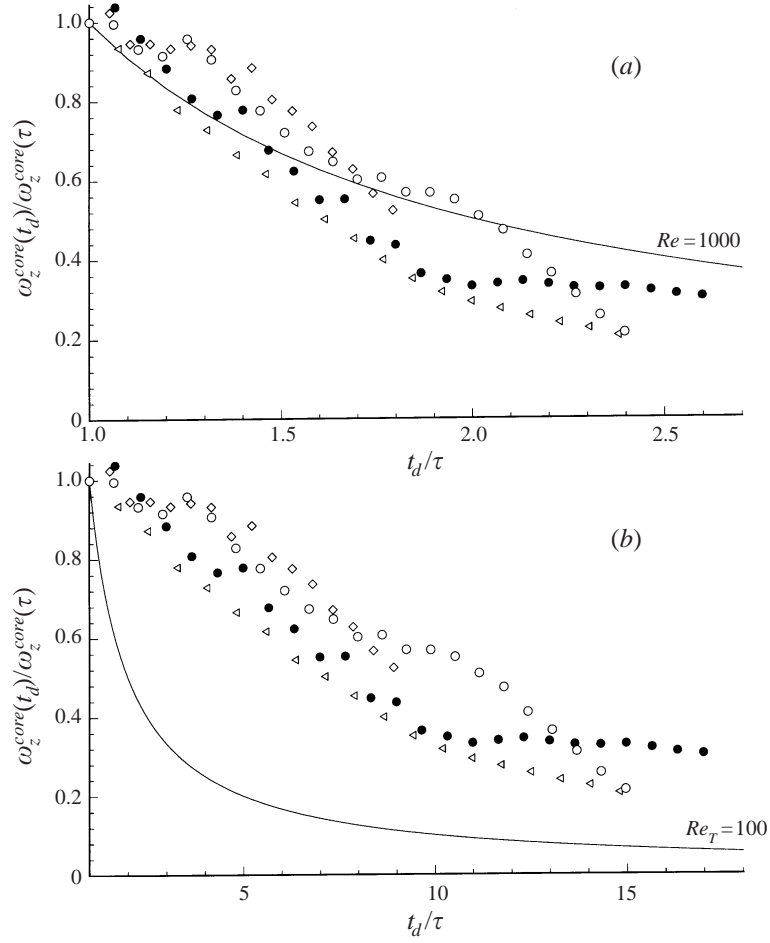 1.0
(a)
0.8
0.6
Re = 1000
0.4
0.2
0
1.0 1.5 2.0 2.5
t_d/τ
ω_z^core(t_d)/ω_z^core(τ)
1.0
(b)
0.8
0.6
0.4
0.2
Re_T = 100
0
5 10 15
t_d/τ
ω_z^core(t_d)/ω_z^core(τ)